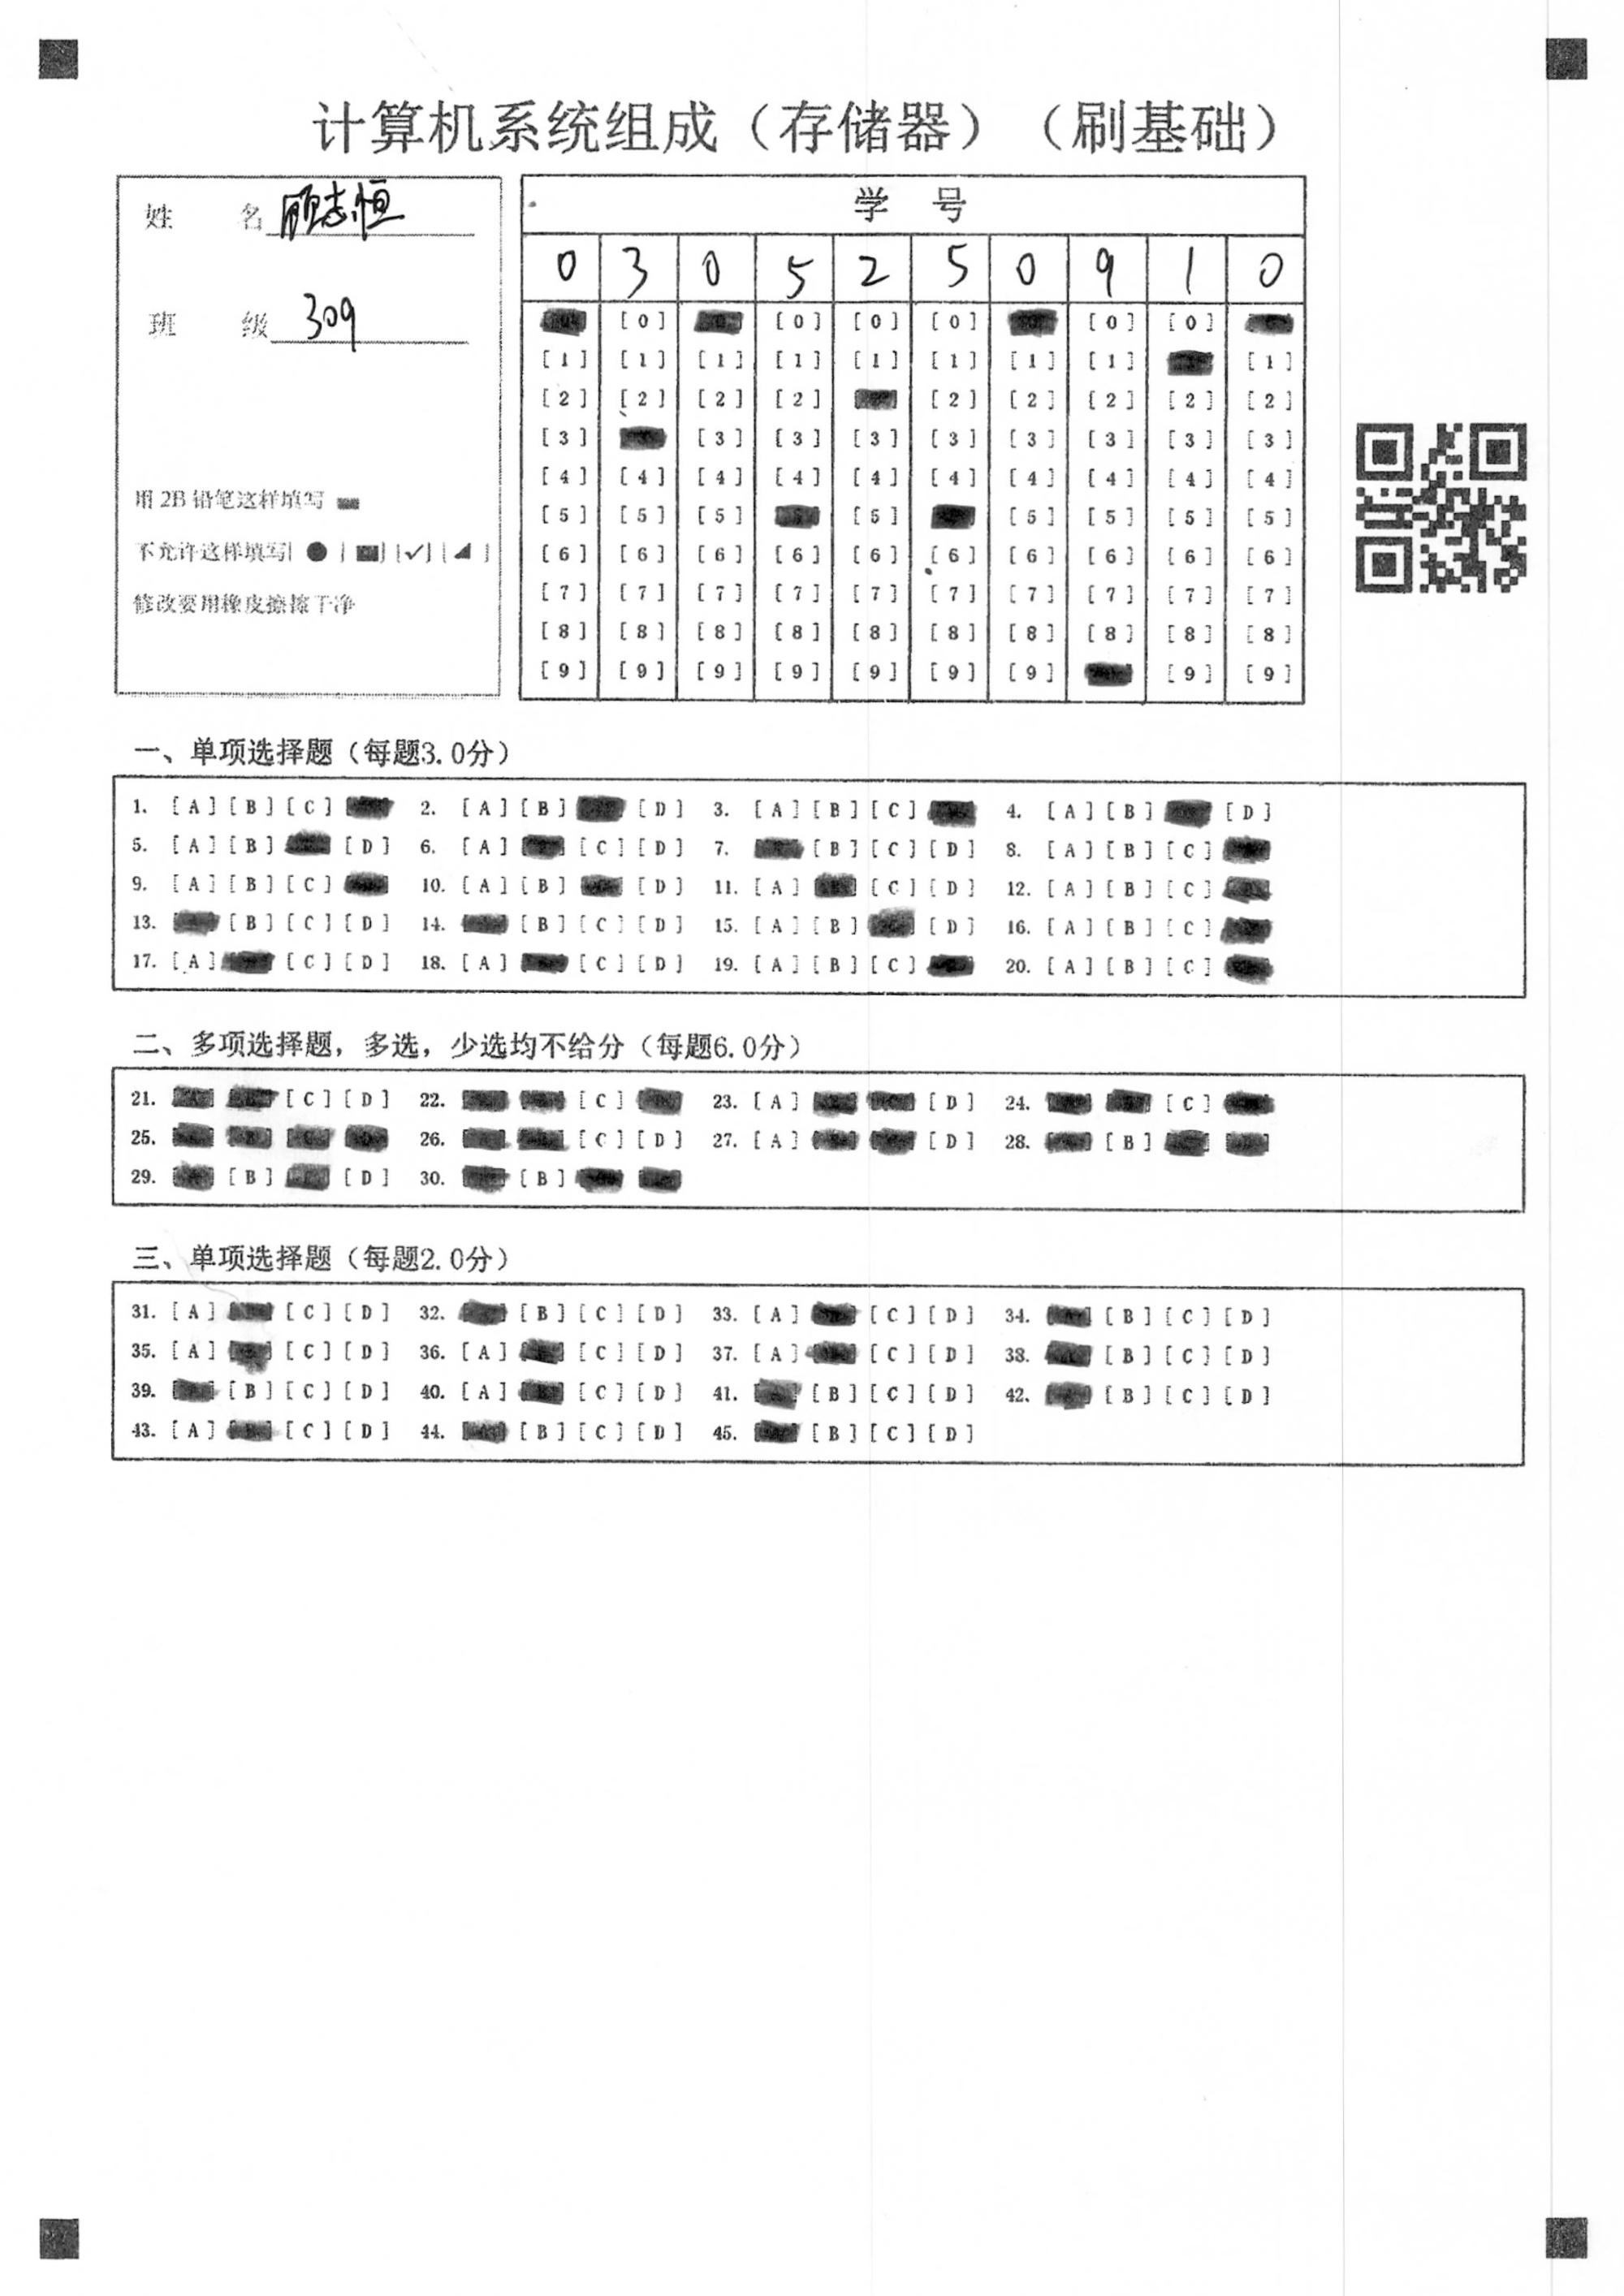 计算机系统组成（存储器）（刷基础）
姓 名 顾志恒
班 级 309
用 2B 铅笔这样填写
不允许这样填写
修改要用橡皮擦擦干净
学 号
0 3 0 5 2 5 0 9 1 0
[0] [0] [0] [0] [0] [0]
[1] [1] [1] [1] [1] [1] [1] [1] [1]
[2] [2] [2] [2] [2] [2] [2] [2] [2]
[3] [3] [3] [3] [3] [3] [3] [3] [3]
[4] [4] [4] [4] [4] [4] [4] [4] [4] [4]
[5] [5] [5] [5] [5] [5] [5] [5]
[6] [6] [6] [6] [6] [6] [6] [6] [6] [6]
[7] [7] [7] [7] [7] [7] [7] [7] [7] [7]
[8] [8] [8] [8] [8] [8] [8] [8] [8] [8]
[9] [9] [9] [9] [9] [9] [9] [9] [9]
一、单项选择题（每题3.0分）
1. [A] [B] [C] 2. [A] [B] [D] 3. [A] [B] [C] 4. [A] [B] [D]
5. [A] [B] [D] 6. [A] [C] [D] 7. [B] [C] [D] 8. [A] [B] [C]
9. [A] [B] [C] 10. [A] [B] [D] 11. [A] [C] [D] 12. [A] [B] [C]
13. [B] [C] [D] 14. [B] [C] [D] 15. [A] [B] [D] 16. [A] [B] [C]
17. [A] [C] [D] 18. [A] [C] [D] 19. [A] [B] [C] 20. [A] [B] [C]
二、多项选择题，多选，少选均不给分（每题6.0分）
21. [C] [D] 22. [C] 23. [A] [D] 24. [C]
25. 26. [C] [D] 27. [A] [D] 28. [B]
29. [B] [D] 30. [B]
三、单项选择题（每题2.0分）
31. [A] [C] [D] 32. [B] [C] [D] 33. [A] [C] [D] 34. [B] [C] [D]
35. [A] [C] [D] 36. [A] [C] [D] 37. [A] [C] [D] 38. [B] [C] [D]
39. [B] [C] [D] 40. [A] [C] [D] 41. [B] [C] [D] 42. [B] [C] [D]
43. [A] [C] [D] 44. [B] [C] [D] 45. [B] [C] [D]